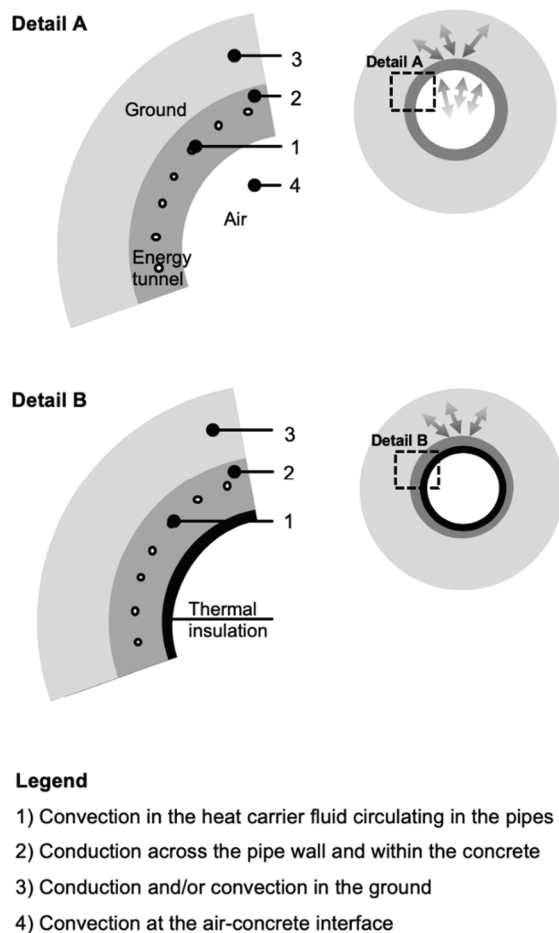 Detail A
3
Detail A
2
Ground
1
4
Air
Energy
tunnel
Detail B
3
Detail B
2
1
Thermal
insulation
Legend
1) Convection in the heat carrier fluid circulating in the pipes
2) Conduction across the pipe wall and within the concrete
3) Conduction and/or convection in the ground
4) Convection at the air-concrete interface